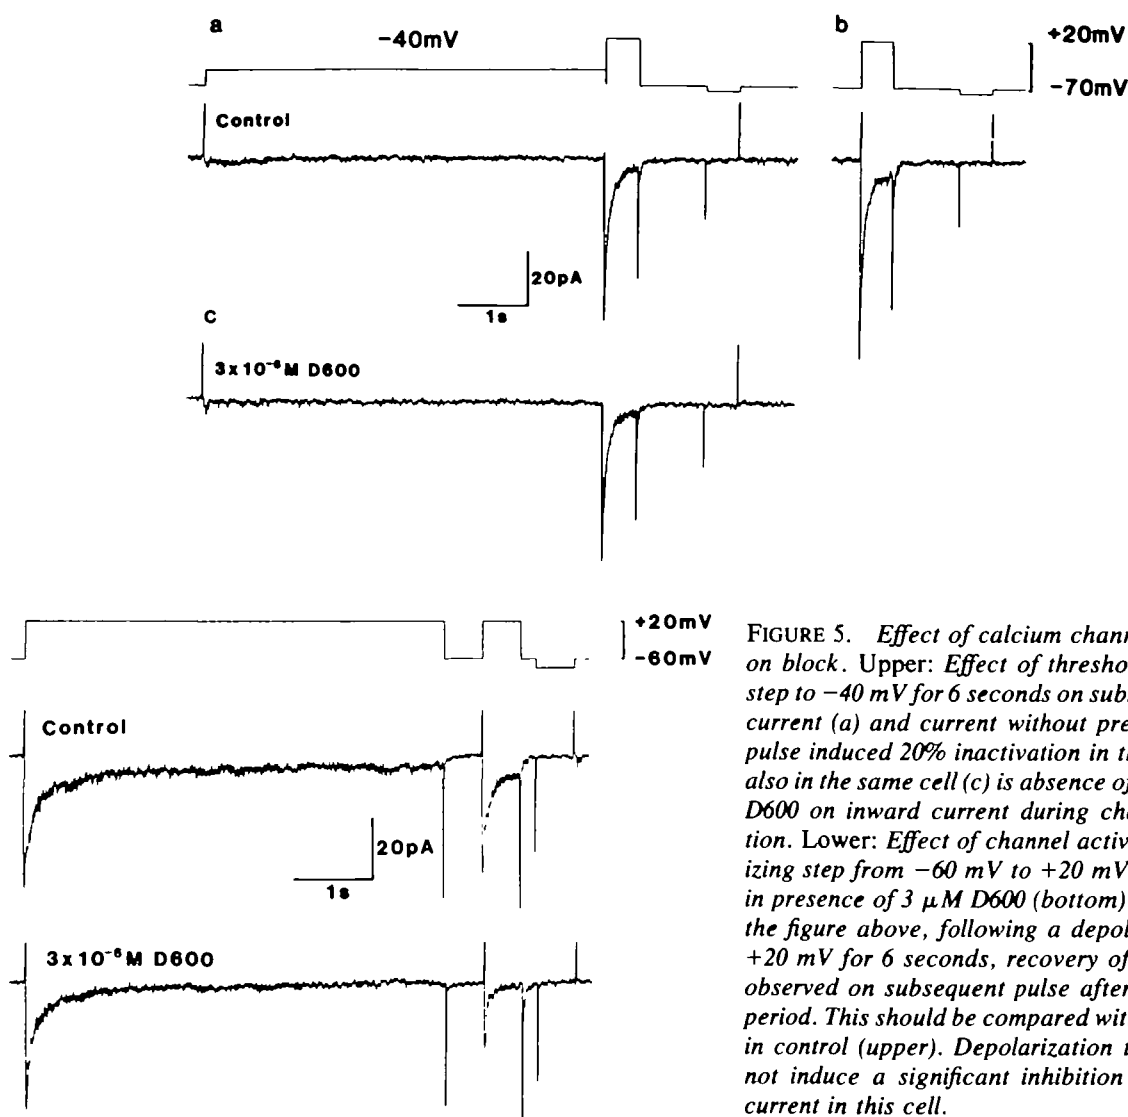 a
b
-40mV
+20mV
-70mV
Control
20pA
1s
C
3x10⁻⁶M D600
+20mV
-60mV
Control
20pA
1s
3x10⁻⁶M D600
FIGURE 5. Effect of calcium chann
on block. Upper: Effect of thresho
step to −40 mV for 6 seconds on subs
current (a) and current without pre
pulse induced 20% inactivation in th
also in the same cell (c) is absence of
D600 on inward current during cha
tion. Lower: Effect of channel activ
izing step from −60 mV to +20 mV
in presence of 3 μM D600 (bottom)
the figure above, following a depol
+20 mV for 6 seconds, recovery of
observed on subsequent pulse after
period. This should be compared wit
in control (upper). Depolarization t
not induce a significant inhibition
current in this cell.